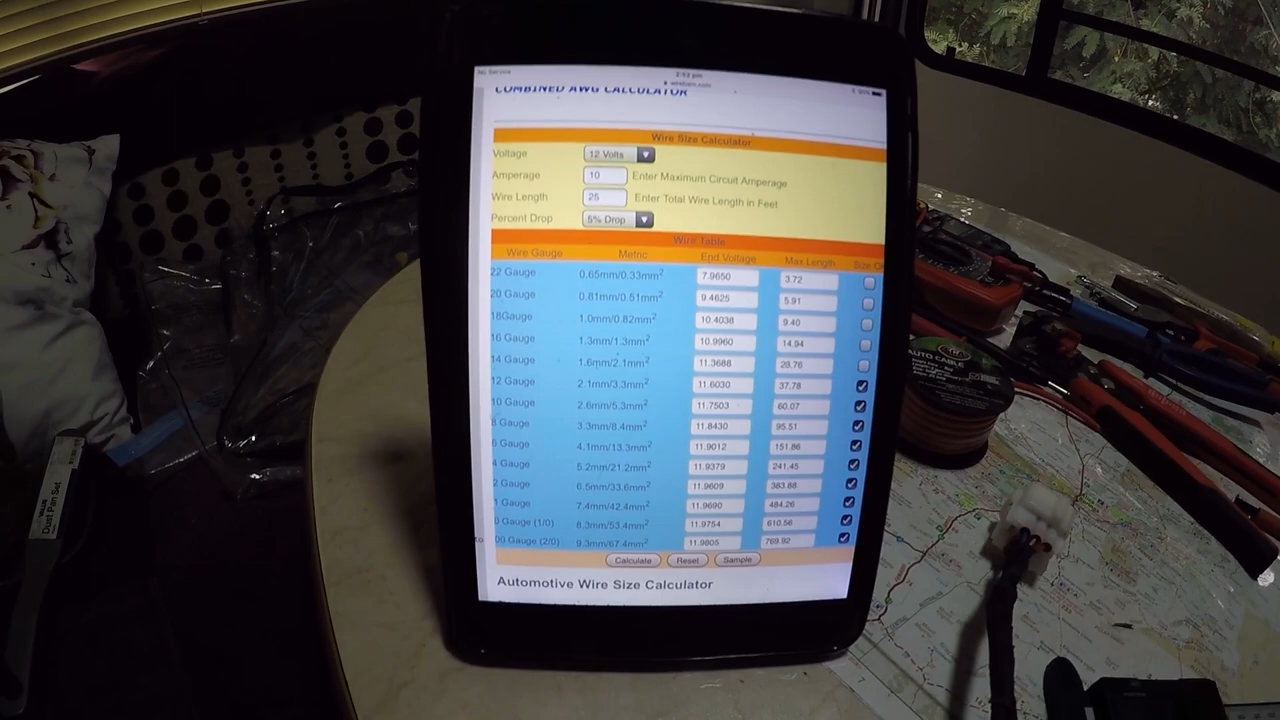 No Service 2:53 pm
COMBINED AWG CALCULATOR
Wire Size Calculator
Voltage 12 Volts
Amperage 10 Enter Maximum Circuit Amperage
Wire Length 25 Enter Total Wire Length in Feet
Percent Drop 5% Drop
Wire Table
Wire Gauge Metric End Voltage Max Length Size O
22 Gauge 0.65mm/0.33mm² 7.9650 3.72
20 Gauge 0.81mm/0.51mm² 9.4625 5.91
18Gauge 1.0mm/0.82mm² 10.4038 9.40
16 Gauge 1.3mm/1.3mm² 10.9960 14.94
14 Gauge 1.6mm/2.1mm² 11.3688 23.76
12 Gauge 2.1mm/3.3mm² 11.6030 37.78
10 Gauge 2.6mm/5.3mm² 11.7503 60.07
8 Gauge 3.3mm/8.4mm² 11.8430 95.51
6 Gauge 4.1mm/13.3mm² 11.9012 151.86
4 Gauge 5.2mm/21.2mm² 11.9379 241.45
2 Gauge 6.5mm/33.6mm² 11.9609 383.88
1 Gauge 7.4mm/42.4mm² 11.9690 484.26
0 Gauge (1/0) 8.3mm/53.4mm² 11.9754 610.56
00 Gauge (2/0) 9.3mm/67.4mm² 11.9805 769.92
Calculate Reset Sample
Automotive Wire Size Calculator
AUTO CABLE
Dust Pan Set